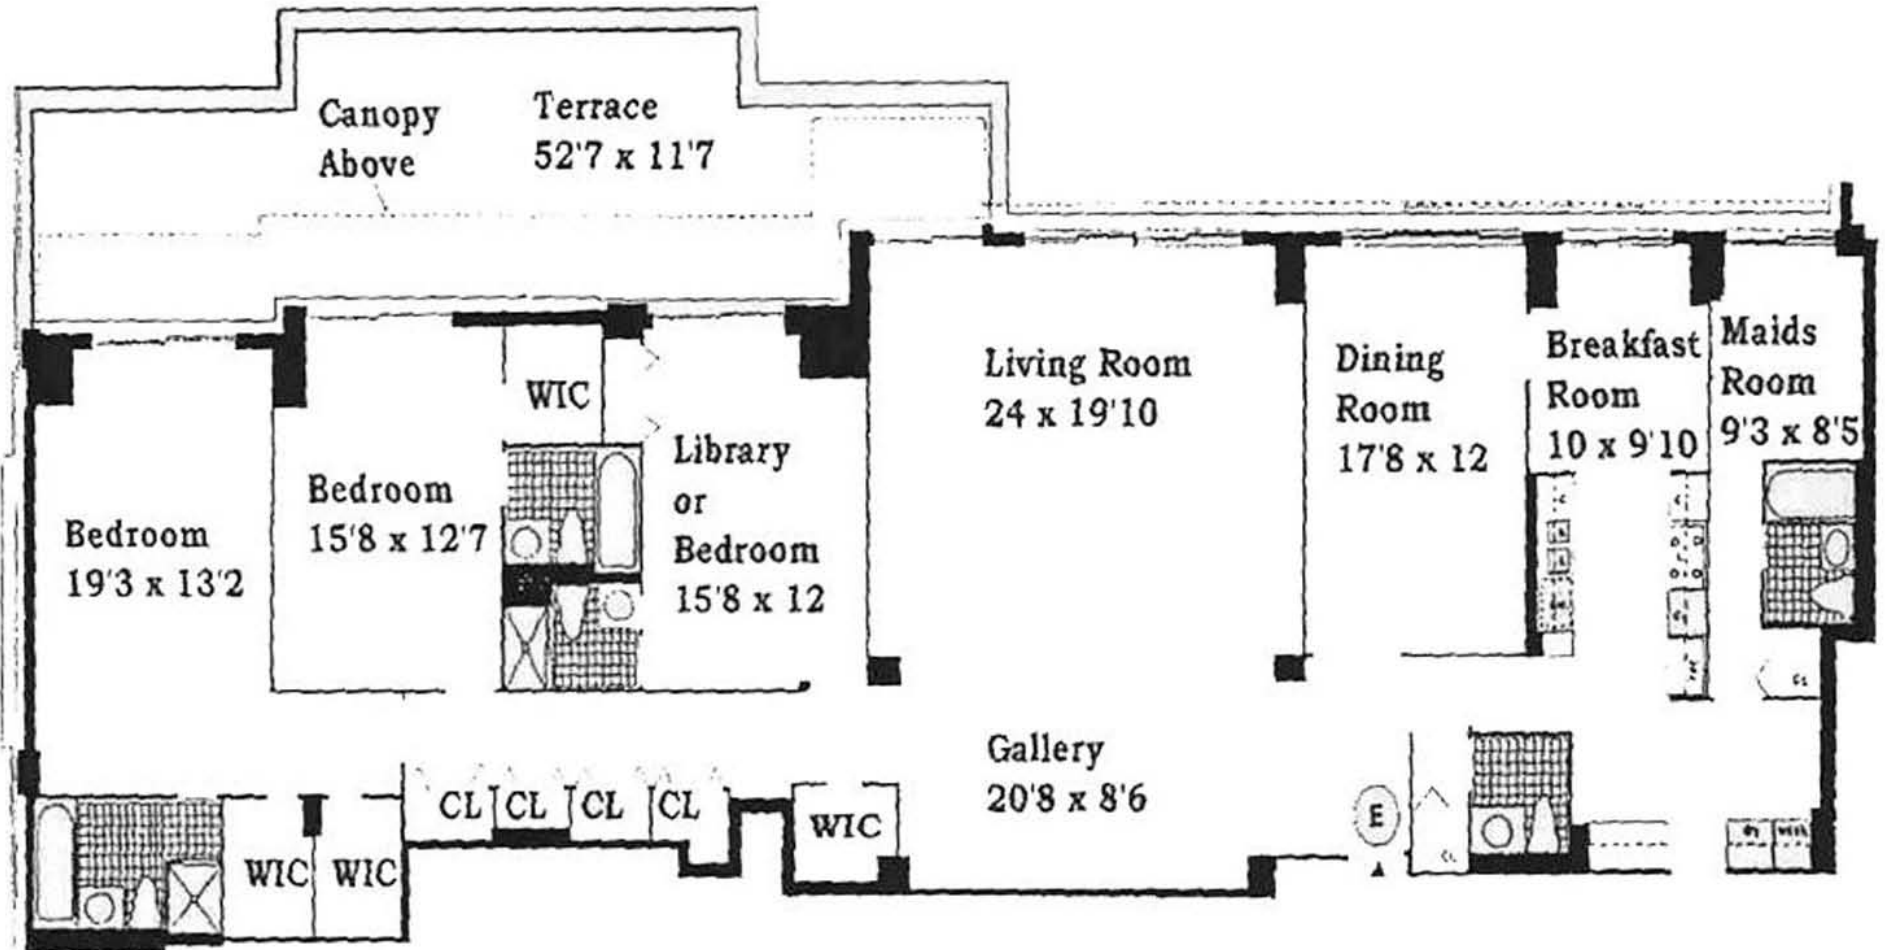 Canopy
Above
Terrace
52'7 x 11'7
Living Room
24 x 19'10
Dining
Room
17'8 x 12
Breakfast
Room
10 x 9'10
Maids
Room
9'3 x 8'5
WIC
Library
or
Bedroom
15'8 x 12
Bedroom
15'8 x 12'7
Bedroom
19'3 x 13'2
Gallery
20'8 x 8'6
CL
CL
CL
CL
WIC
WIC
WIC
E
CL